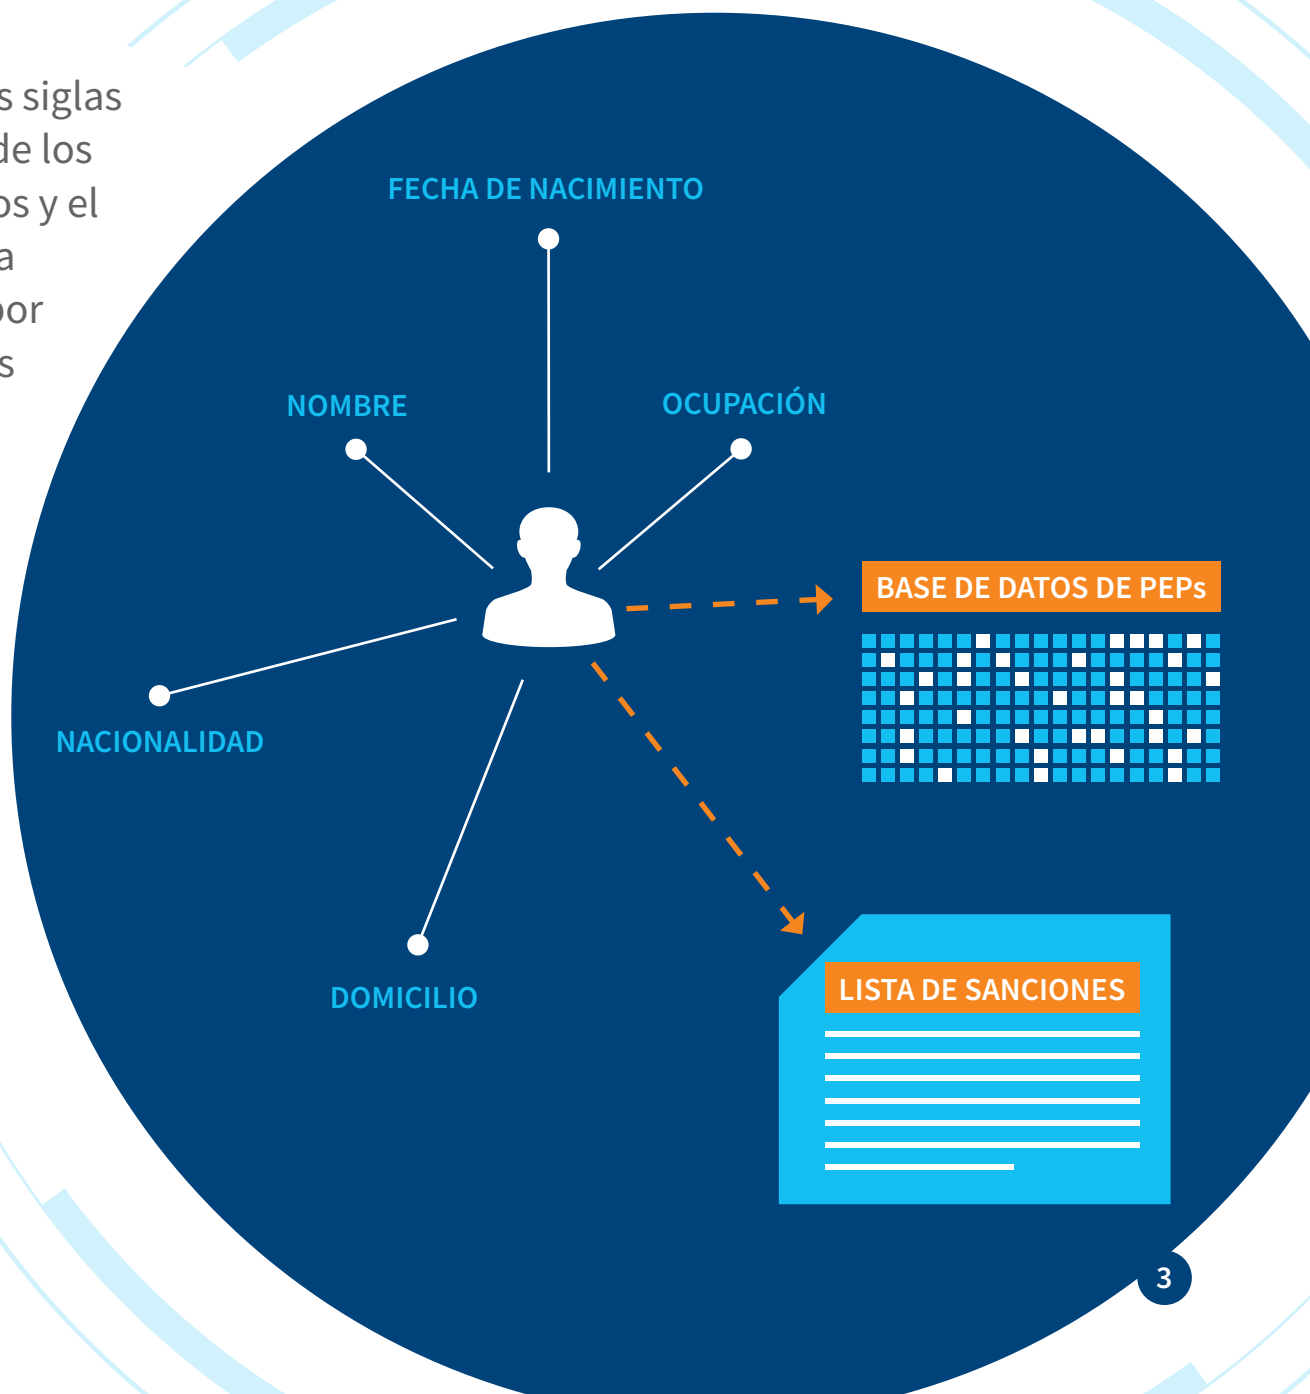 s siglas
de los
os y el
a
por
s
FECHA DE NACIMIENTO
NOMBRE
OCUPACIÓN
BASE DE DATOS DE PEPs
NACIONALIDAD
DOMICILIO
LISTA DE SANCIONES
3